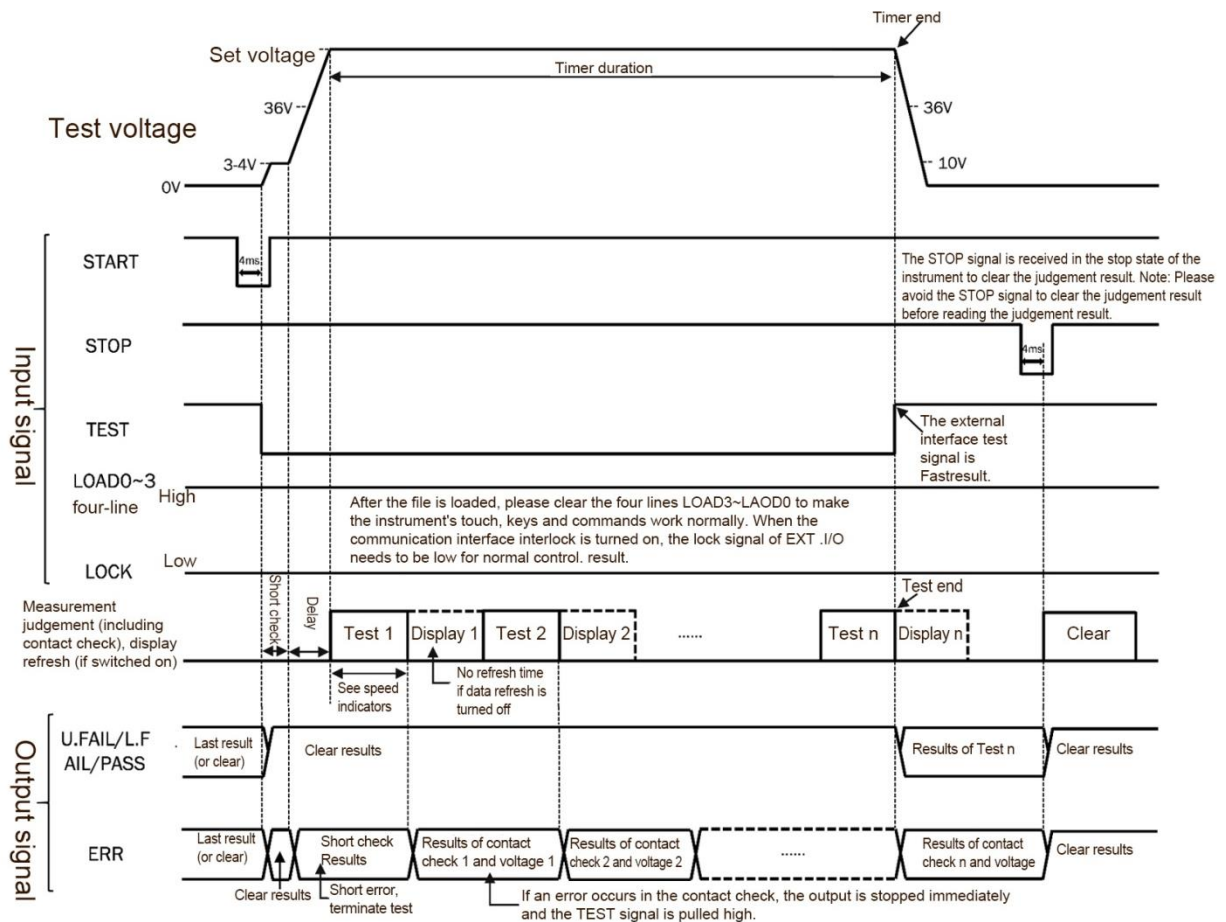 Timer end
Set voltage
Timer duration
36V
36V
Test voltage
3-4V
10V
0V
Input signal
START
4ms
The STOP signal is received in the stop state of the
instrument to clear the judgement result. Note: Please
avoid the STOP signal to clear the judgement result
before reading the judgement result.
STOP
4ms
TEST
The external
interface test
signal is
Fastresult.
LOAD0~3
four-line
High
After the file is loaded, please clear the four lines LOAD3~LAOD0 to make
the instrument's touch, keys and commands work normally. When the
communication interface interlock is turned on, the lock signal of EXT .I/O
needs to be low for normal control. result.
LOCK
Low
Measurement
judgement (including
contact check), display
refresh (if switched on)
Short check
Delay
Test 1
Display 1
Test 2
Display 2
......
Test n
Display n
Test end
Clear
See speed
indicators
No refresh time
if data refresh is
turned off
Output signal
U.FAIL/L.F
AIL/PASS
Last result
(or clear)
Clear results
Results of Test n
Clear results
ERR
Last result
(or clear)
Clear results
Short check
Results
Short error,
terminate test
Results of contact
check 1 and voltage 1
Results of contact
check 2 and voltage 2
......
Results of contact
check n and voltage
Clear results
If an error occurs in the contact check, the output is stopped immediately
and the TEST signal is pulled high.